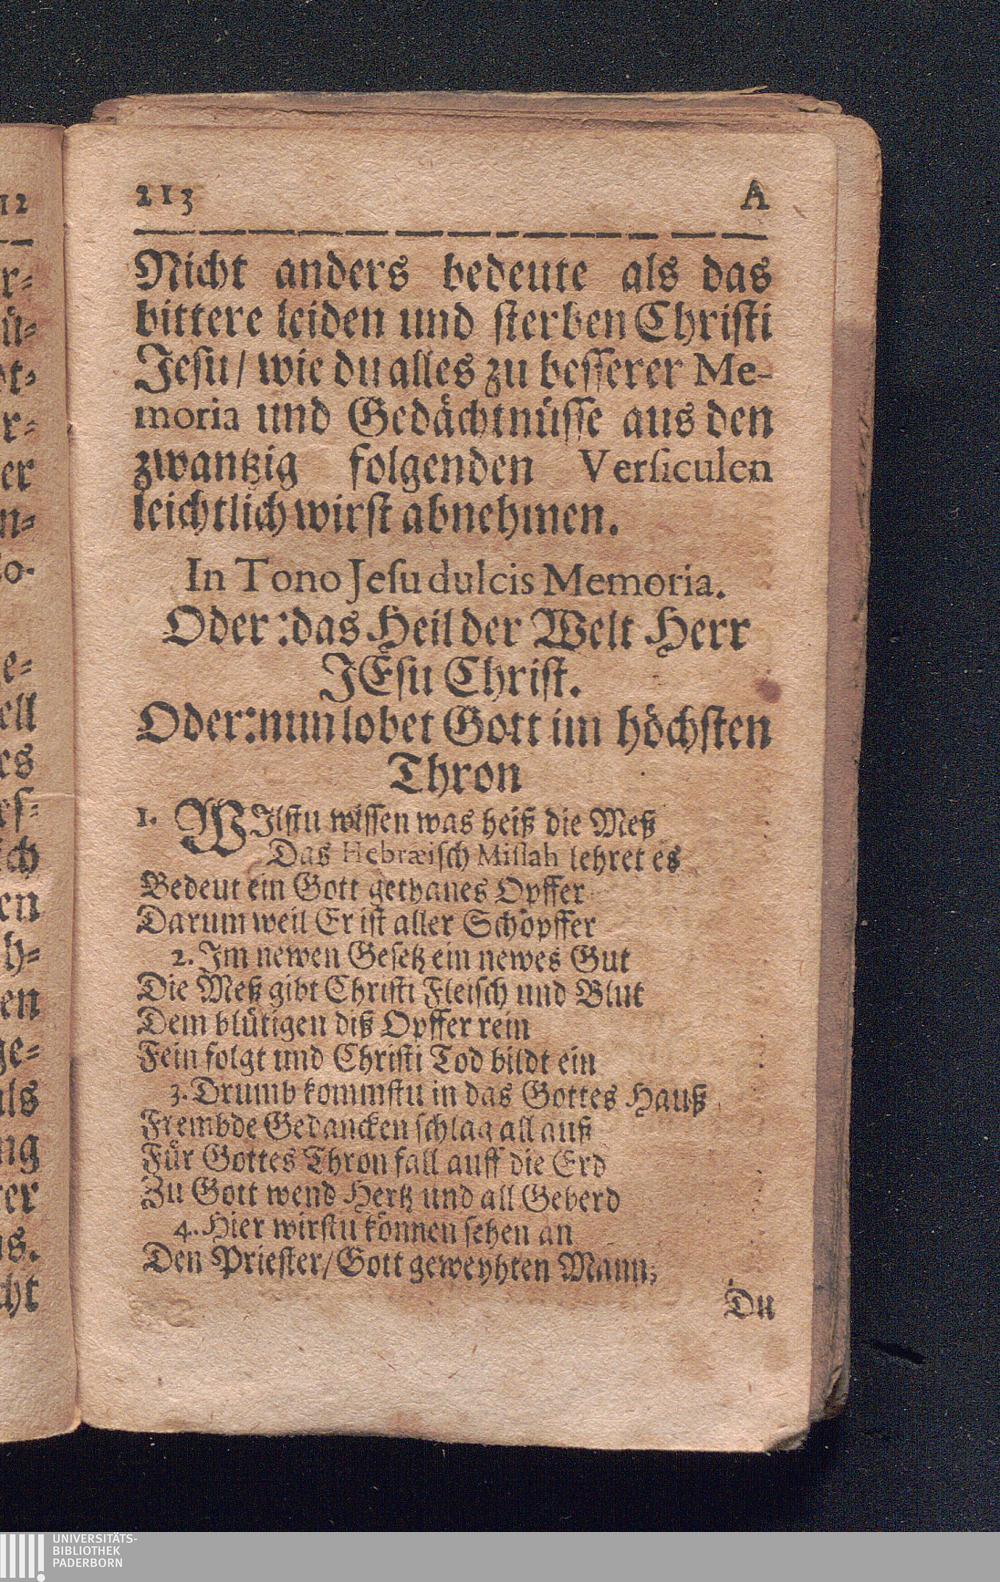 213 A
Nicht anders bedeute als das
bittere leiden und sterben Christi
Jesu / wie du alles zu besserer Me-
moria und Gedächtnüsse aus den
zwantzig folgenden Versiculen
leichtlich wirst abnehmen.
In Tono Jesu dulcis Memoria.
Oder: das Heil der Welt Herr
JEsu Christ.
Oder: nun lobet Gott im höchsten
Thron
1. WIlstu wissen was heiß die Meß
Das Hebræisch Missah lehret es
Bedeut ein Gott gethanes Opffer
Darum weil Er ist aller Schöpffer
2. Im newen Gesetz ein newes Gut
Die Meß gibt Christi Fleisch und Blut
Dem blütigen diß Opffer rein
Fein folgt und Christi Tod bildt ein
3. Drumb kommstu in das Gottes Hauß
Frembde Gedancken schlag all auß
Für Gottes Thron fall auff die Erd
Zu Gott wend Hertz und all Geberd
4. Hier wirstu können sehen an
Den Priester / Gott geweyhten Mann,
Du
UNIVERSITÄTS-
BIBLIOTHEK
PADERBORN